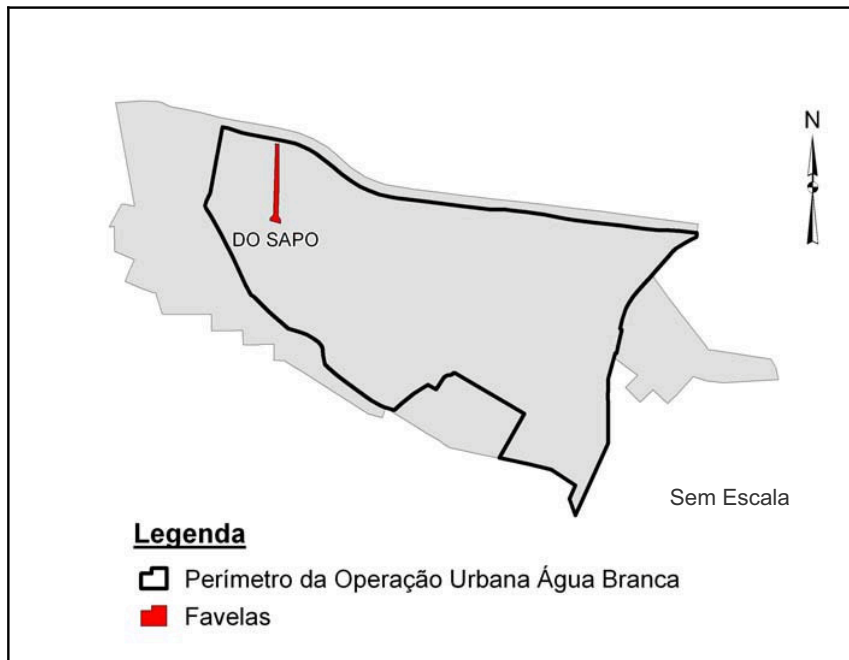 N
DO SAPO
Sem Escala
Legenda
Perímetro da Operação Urbana Água Branca
Favelas